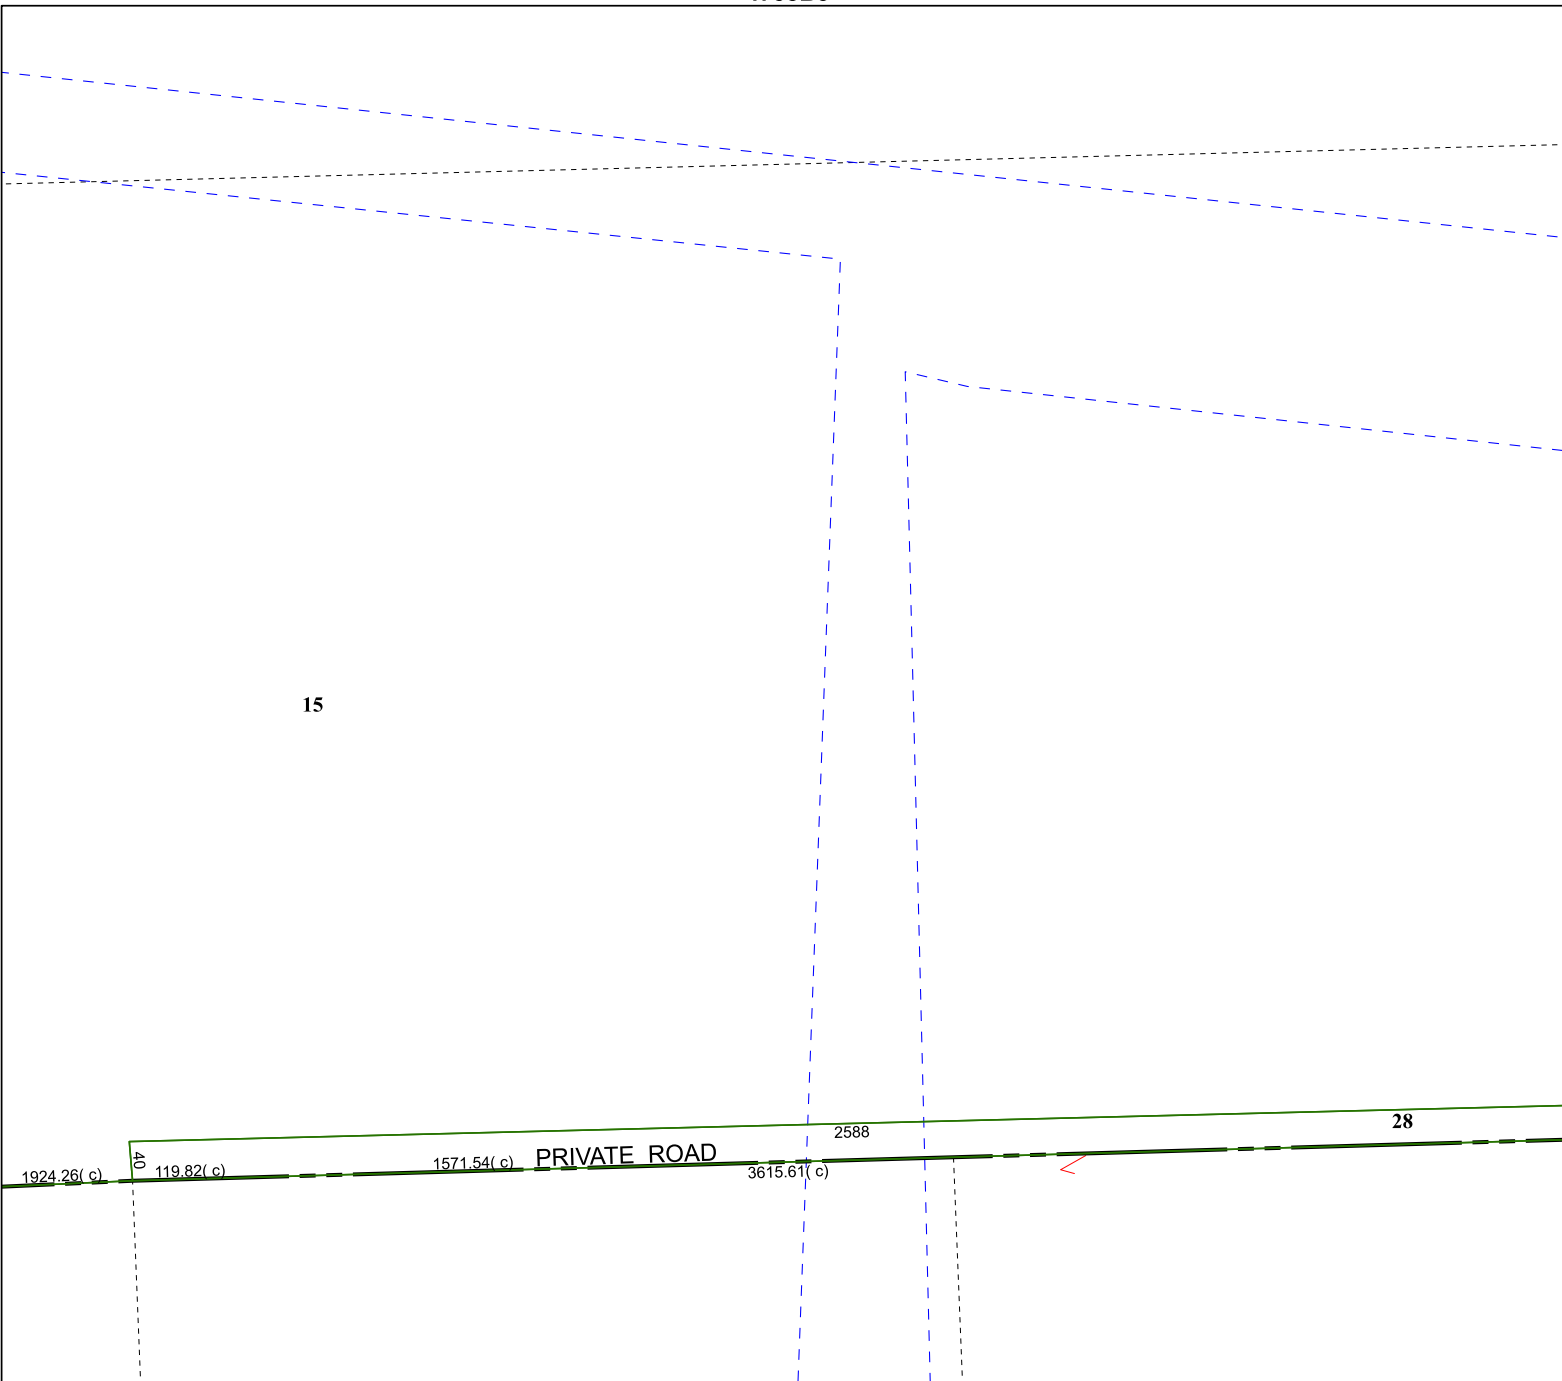 15
28
2588
PRIVATE ROAD
40
1571.54( c)
119.82( c)
1924.26( c)
3615.61( c)